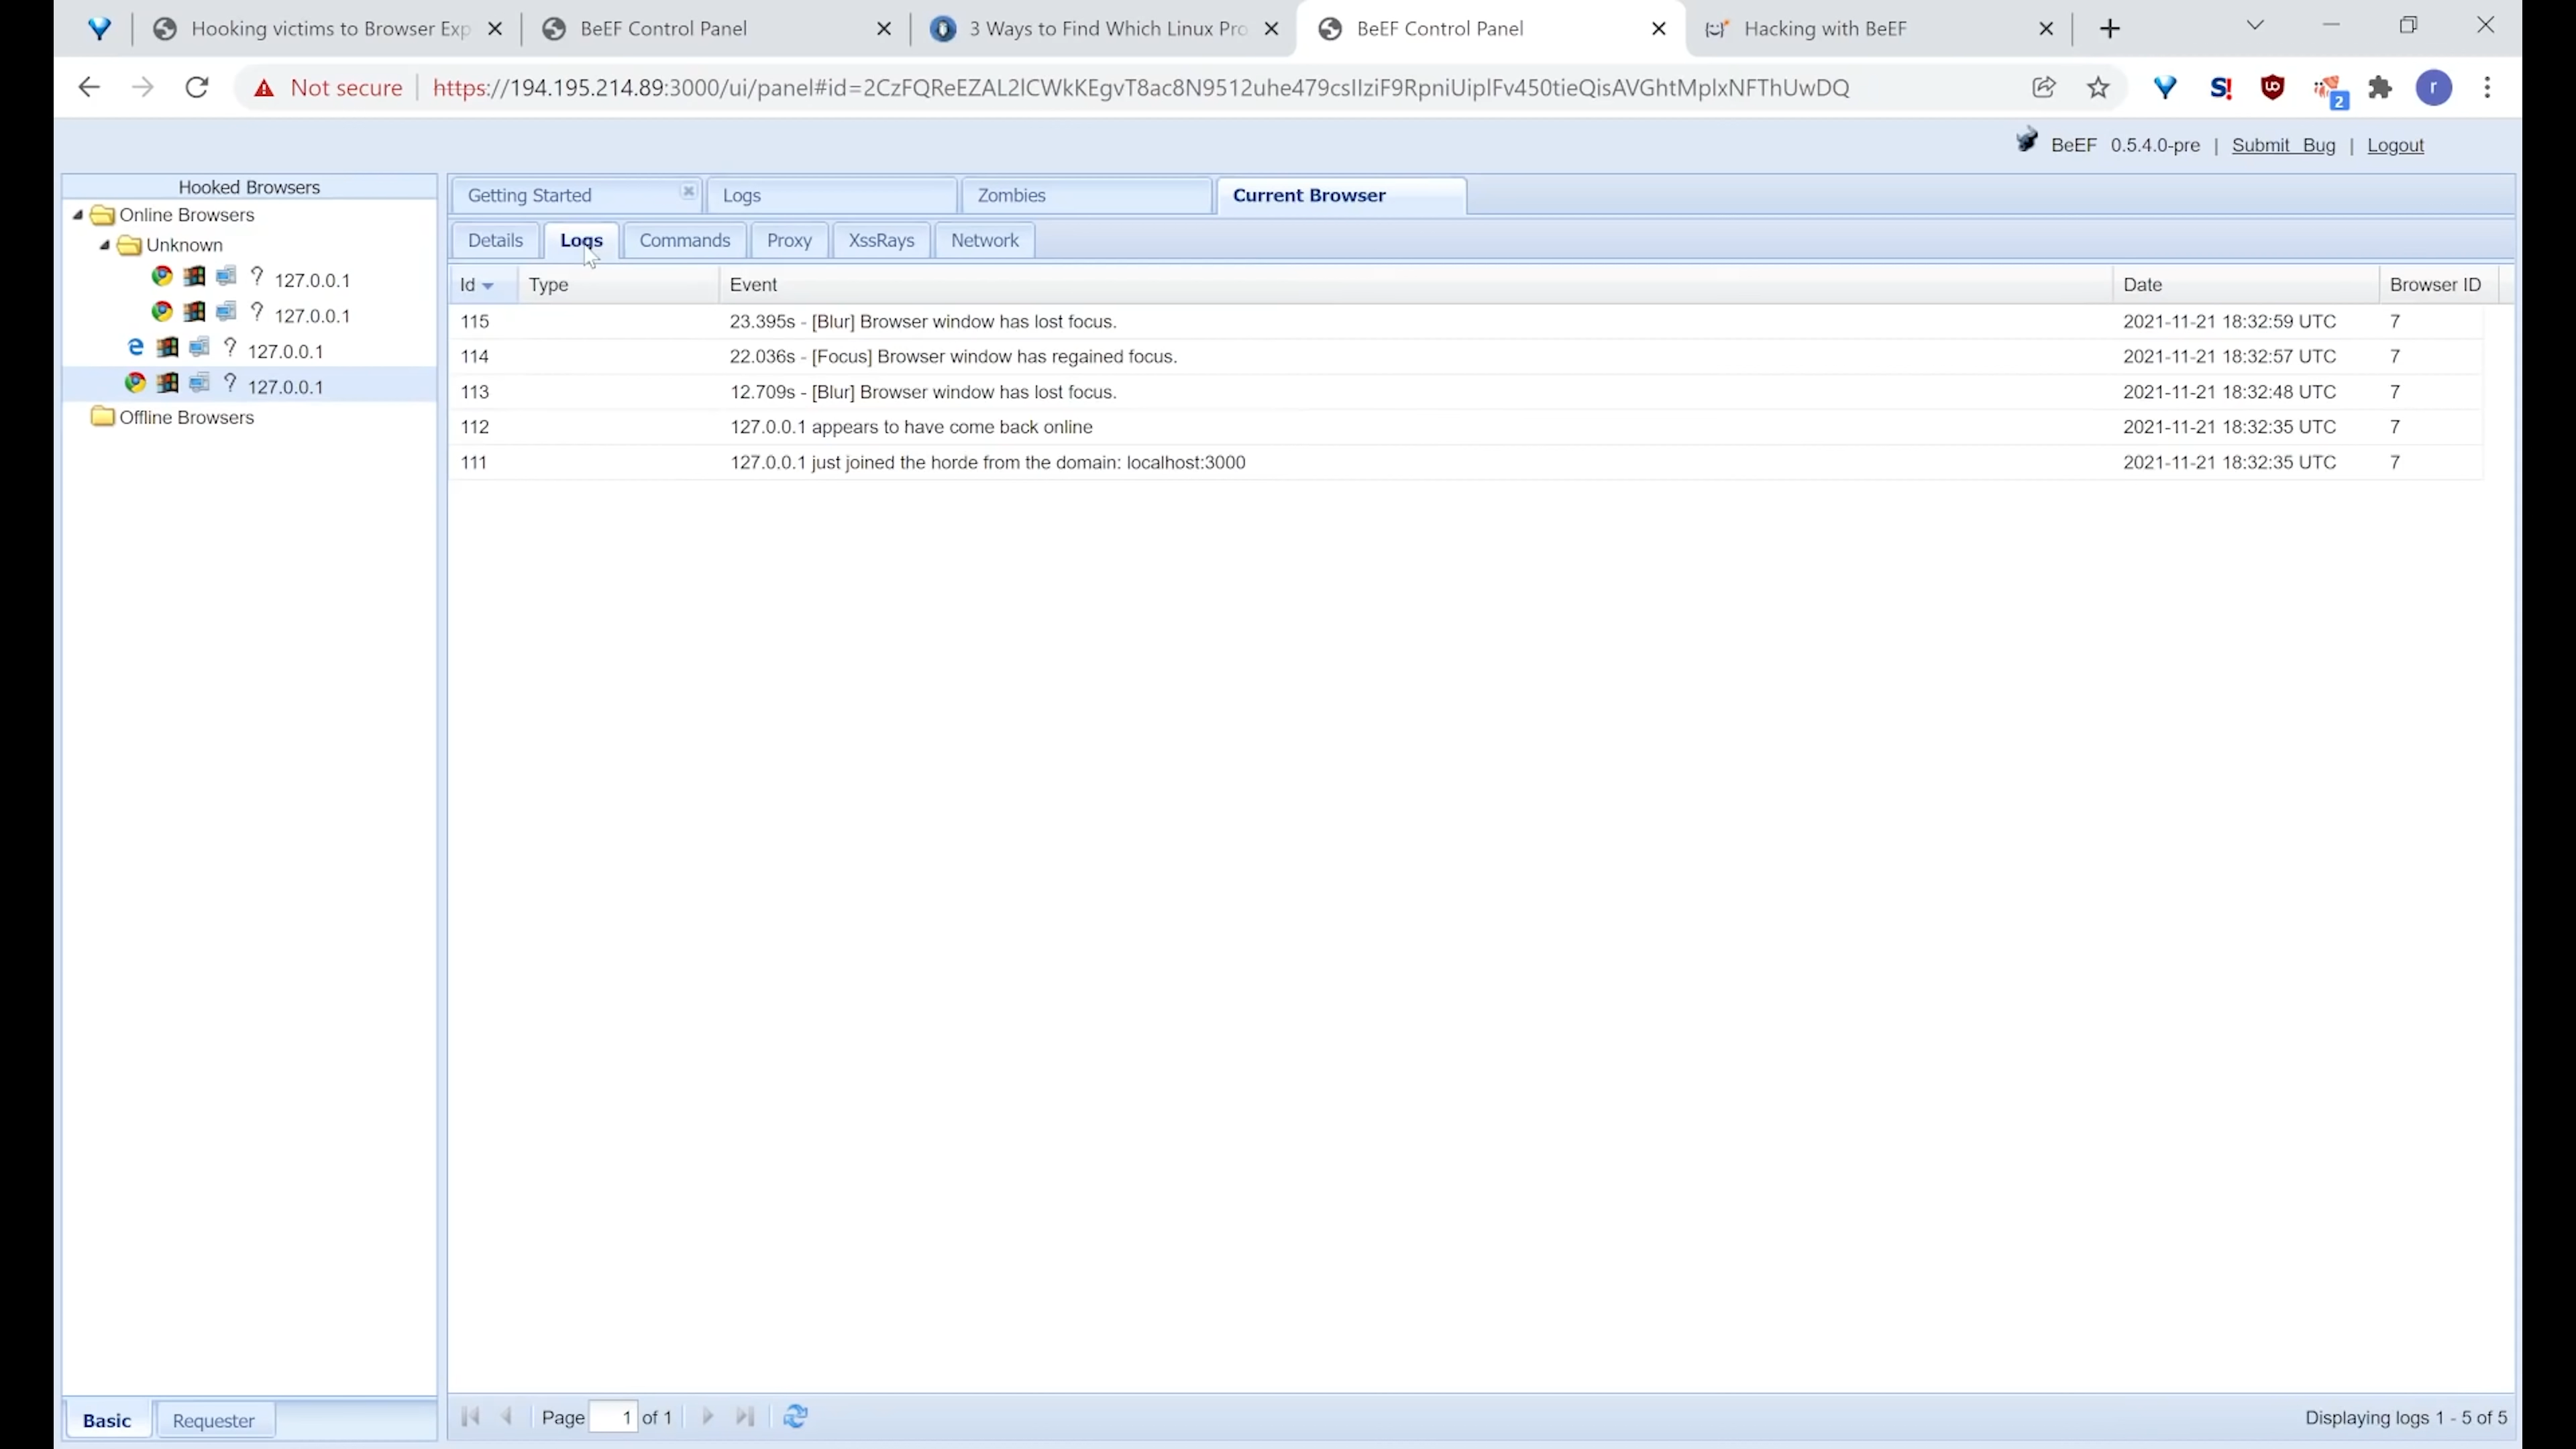 Hooking victims to Browser Exp
BeEF Control Panel
3 Ways to Find Which Linux Pro
BeEF Control Panel
Hacking with BeEF
Not secure
https://194.195.214.89:3000/ui/panel#id=2CzFQReEZAL2lCWkKEgvT8ac8N9512uhe479cslIziF9RpniUiplFv450tieQisAVGhtMplxNFThUwDQ
S!
2
r
BeEF 0.5.4.0-pre | Submit Bug | Logout
Hooked Browsers
Online Browsers
Unknown
? 127.0.0.1
? 127.0.0.1
? 127.0.0.1
? 127.0.0.1
Offline Browsers
Basic
Requester
Getting Started
Logs
Zombies
Current Browser
Details
Logs
Commands
Proxy
XssRays
Network
Id Type Event Date Browser ID
115 23.395s - [Blur] Browser window has lost focus. 2021-11-21 18:32:59 UTC 7
114 22.036s - [Focus] Browser window has regained focus. 2021-11-21 18:32:57 UTC 7
113 12.709s - [Blur] Browser window has lost focus. 2021-11-21 18:32:48 UTC 7
112 127.0.0.1 appears to have come back online 2021-11-21 18:32:35 UTC 7
111 127.0.0.1 just joined the horde from the domain: localhost:3000 2021-11-21 18:32:35 UTC 7
Page 1 of 1
Displaying logs 1 - 5 of 5